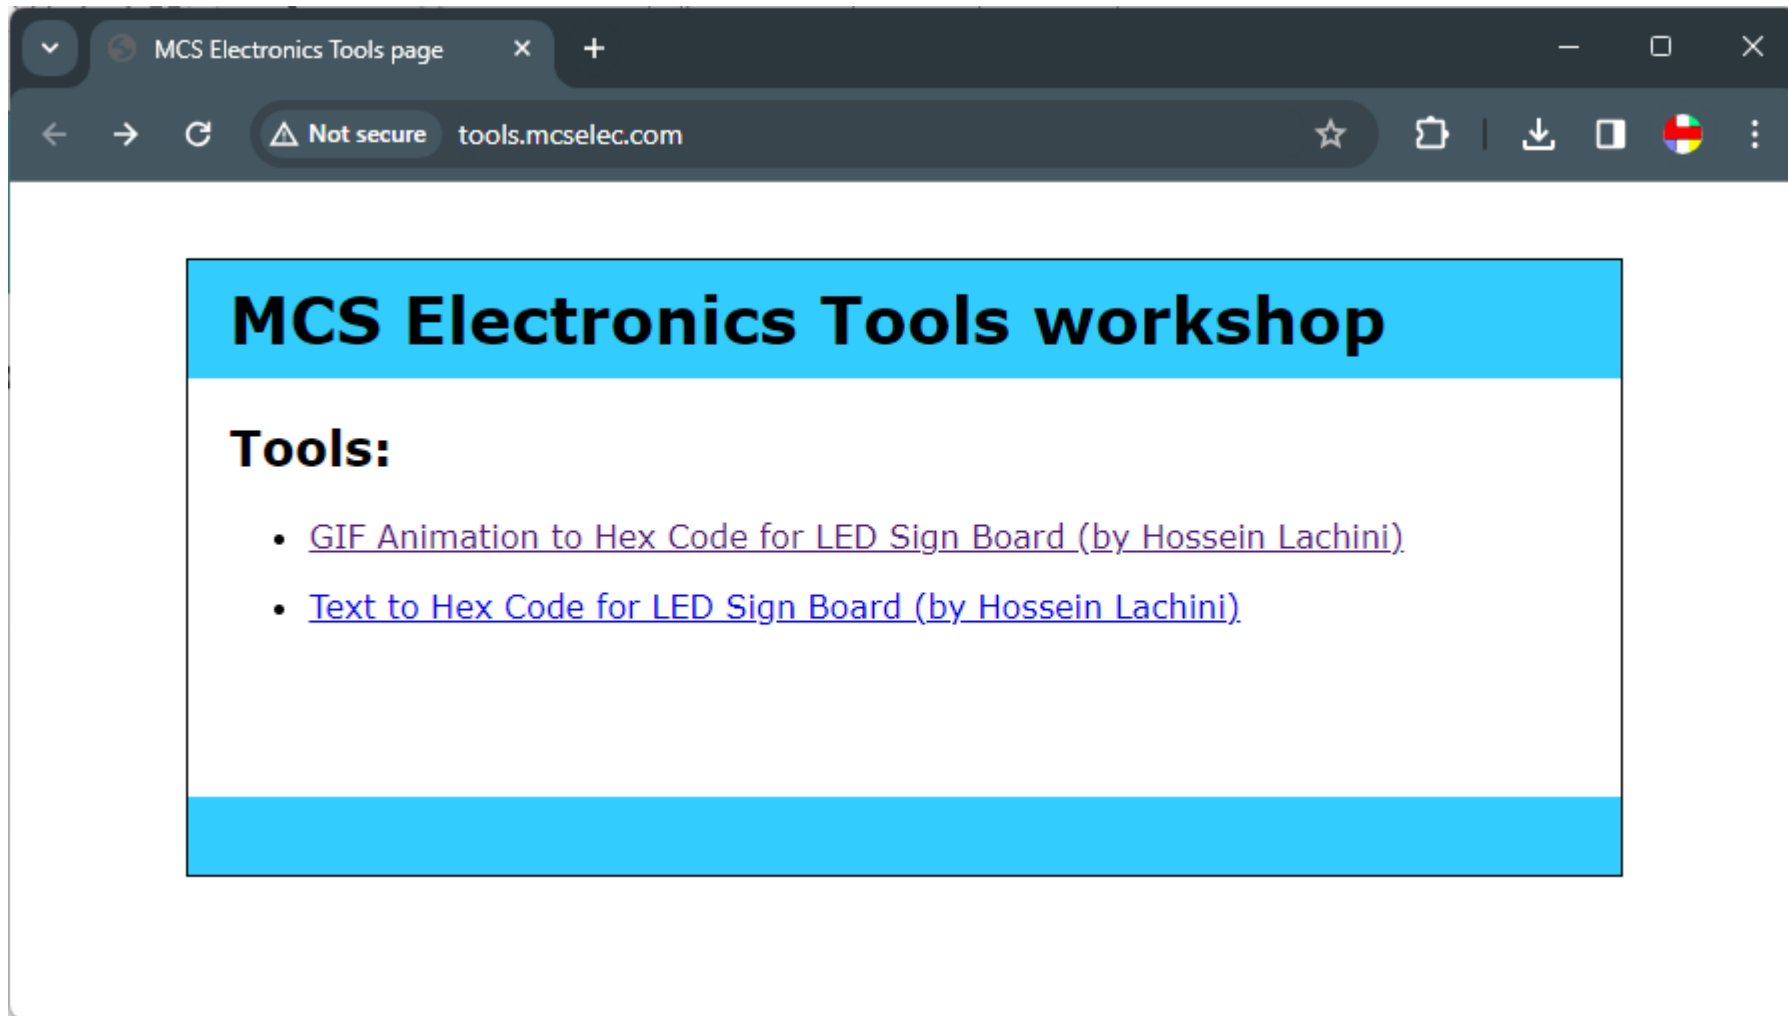 MCS Electronics Tools page
Not secure tools.mcselec.com
MCS Electronics Tools workshop
Tools:
GIF Animation to Hex Code for LED Sign Board (by Hossein Lachini)
Text to Hex Code for LED Sign Board (by Hossein Lachini)